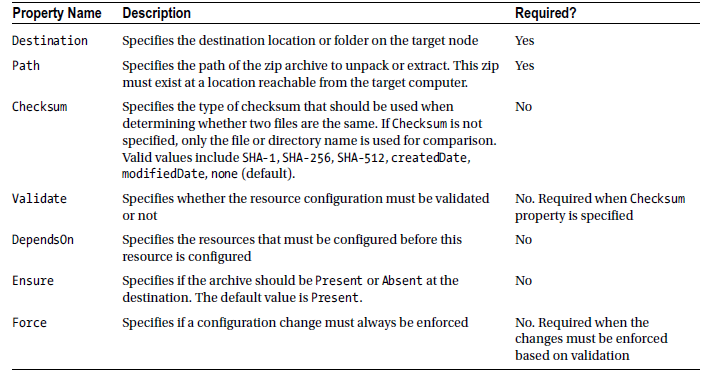 Property Name Description Required?
Destination Specifies the destination location or folder on the target node Yes
Path Specifies the path of the zip archive to unpack or extract. This zip Yes
must exist at a location reachable from the target computer.
Checksum Specifies the type of checksum that should be used when No
determining whether two files are the same. If Checksum is not
specified, only the file or directory name is used for comparison.
Valid values include SHA-1, SHA-256, SHA-512, createdDate,
modifiedDate, none (default).
Validate Specifies whether the resource configuration must be validated No. Required when Checksum
or not property is specified
DependsOn Specifies the resources that must be configured before this No
resource is configured
Ensure Specifies if the archive should be Present or Absent at the No
destination. The default value is Present.
Force Specifies if a configuration change must always be enforced No. Required when the
changes must be enforced
based on validation